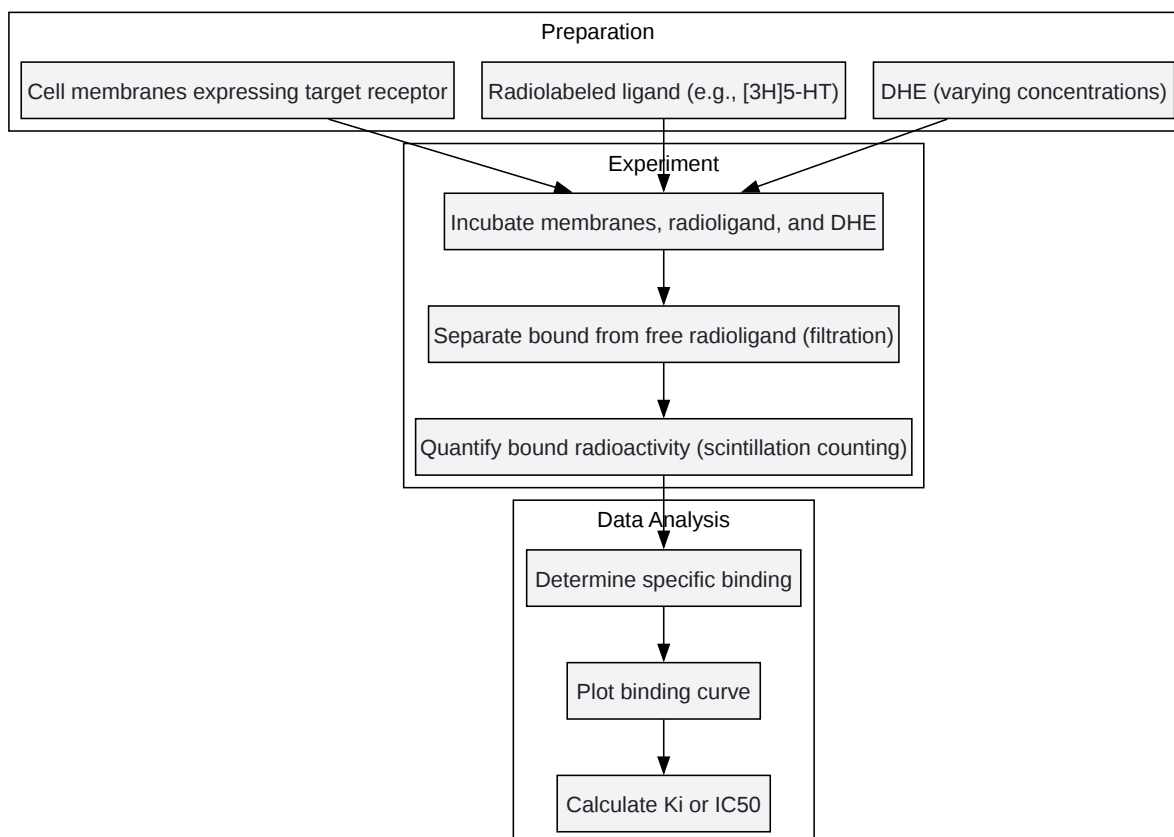 Preparation
Cell membranes expressing target receptor
Radiolabeled ligand (e.g., [3H]5-HT)
DHE (varying concentrations)
Experiment
Incubate membranes, radioligand, and DHE
Separate bound from free radioligand (filtration)
Quantify bound radioactivity (scintillation counting)
Data Analysis
Determine specific binding
Plot binding curve
Calculate Ki or IC50